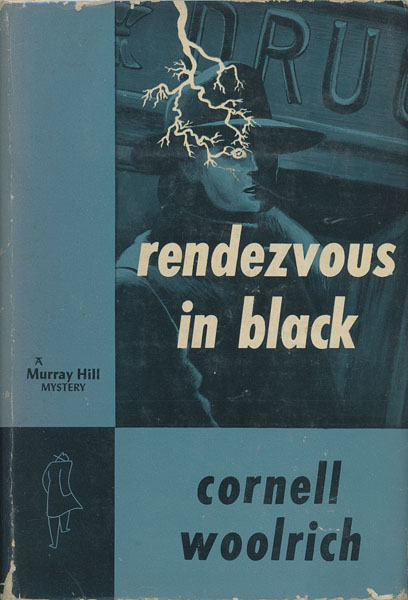 DRUG
rendezvous
in black
A
Murray Hill
MYSTERY
cornell
woolrich